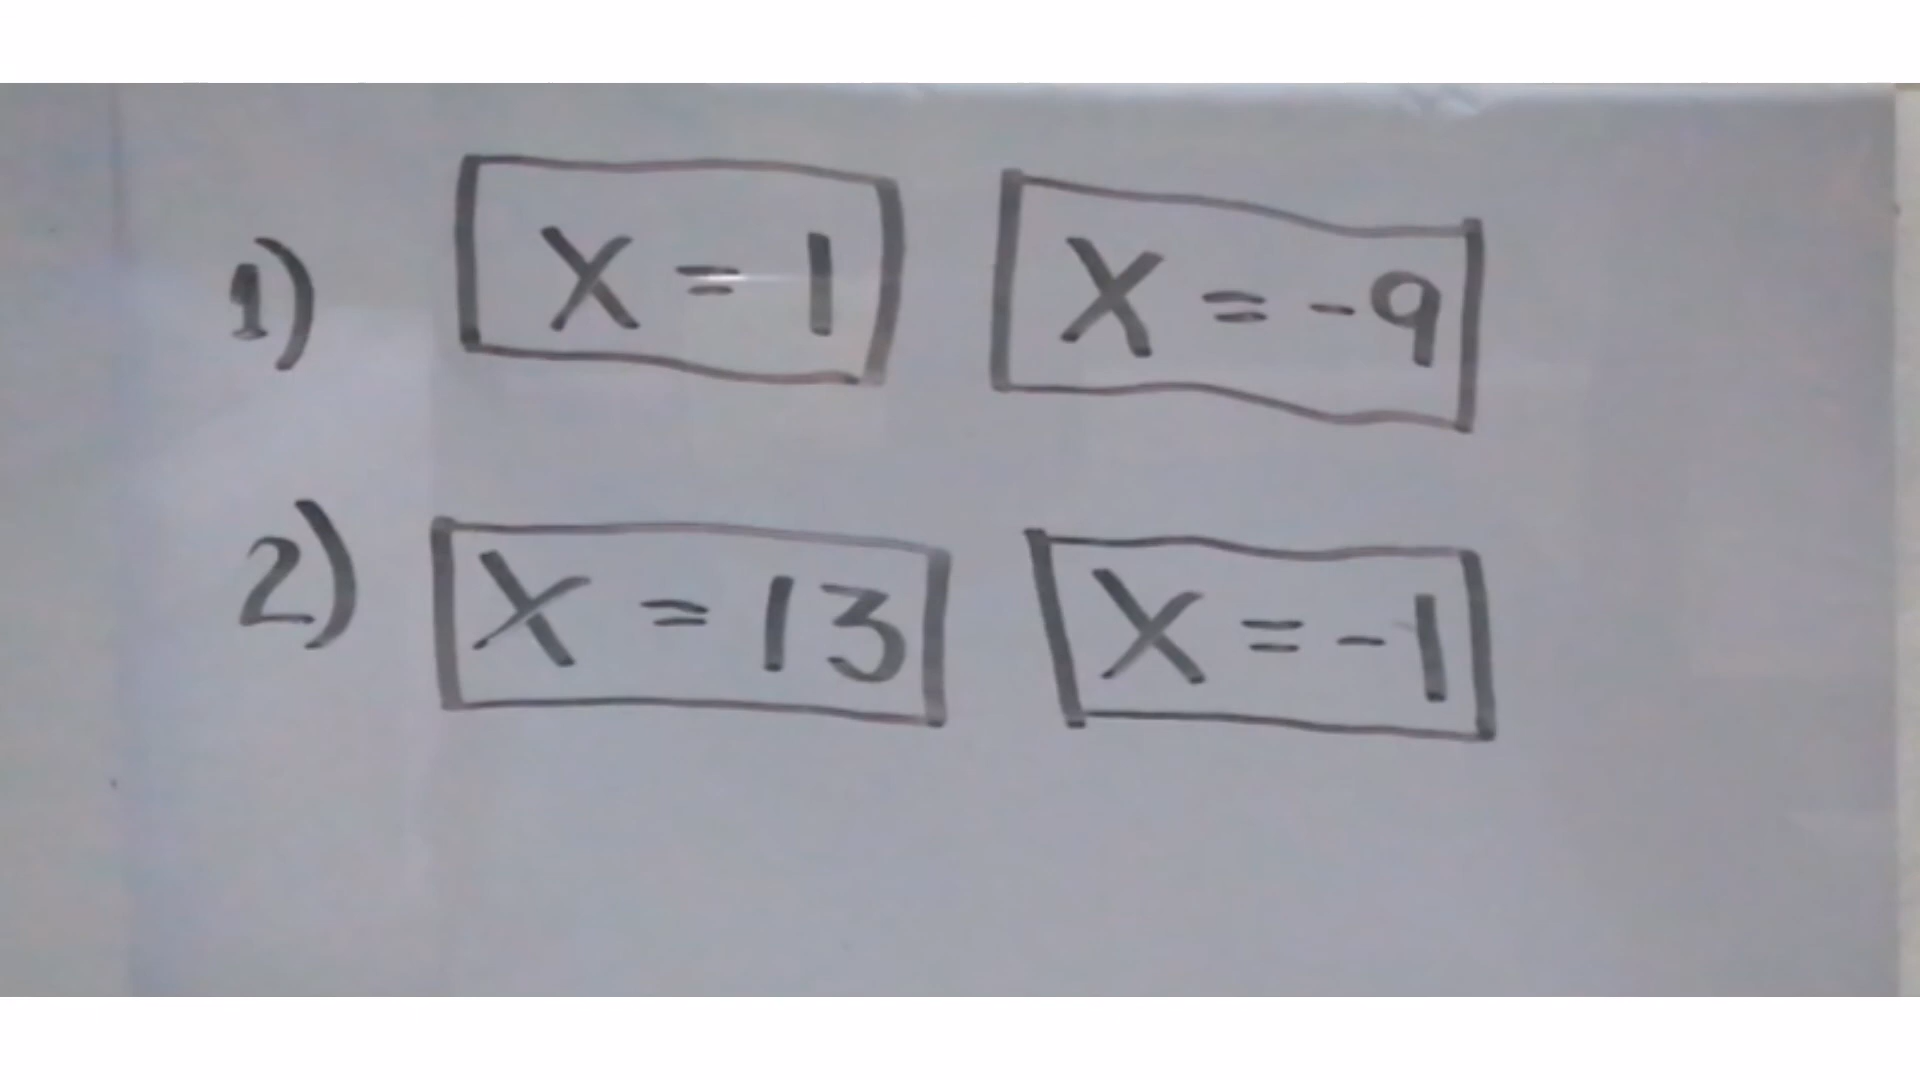 1) X = 1 X = -9
2) X = 13 X = -1